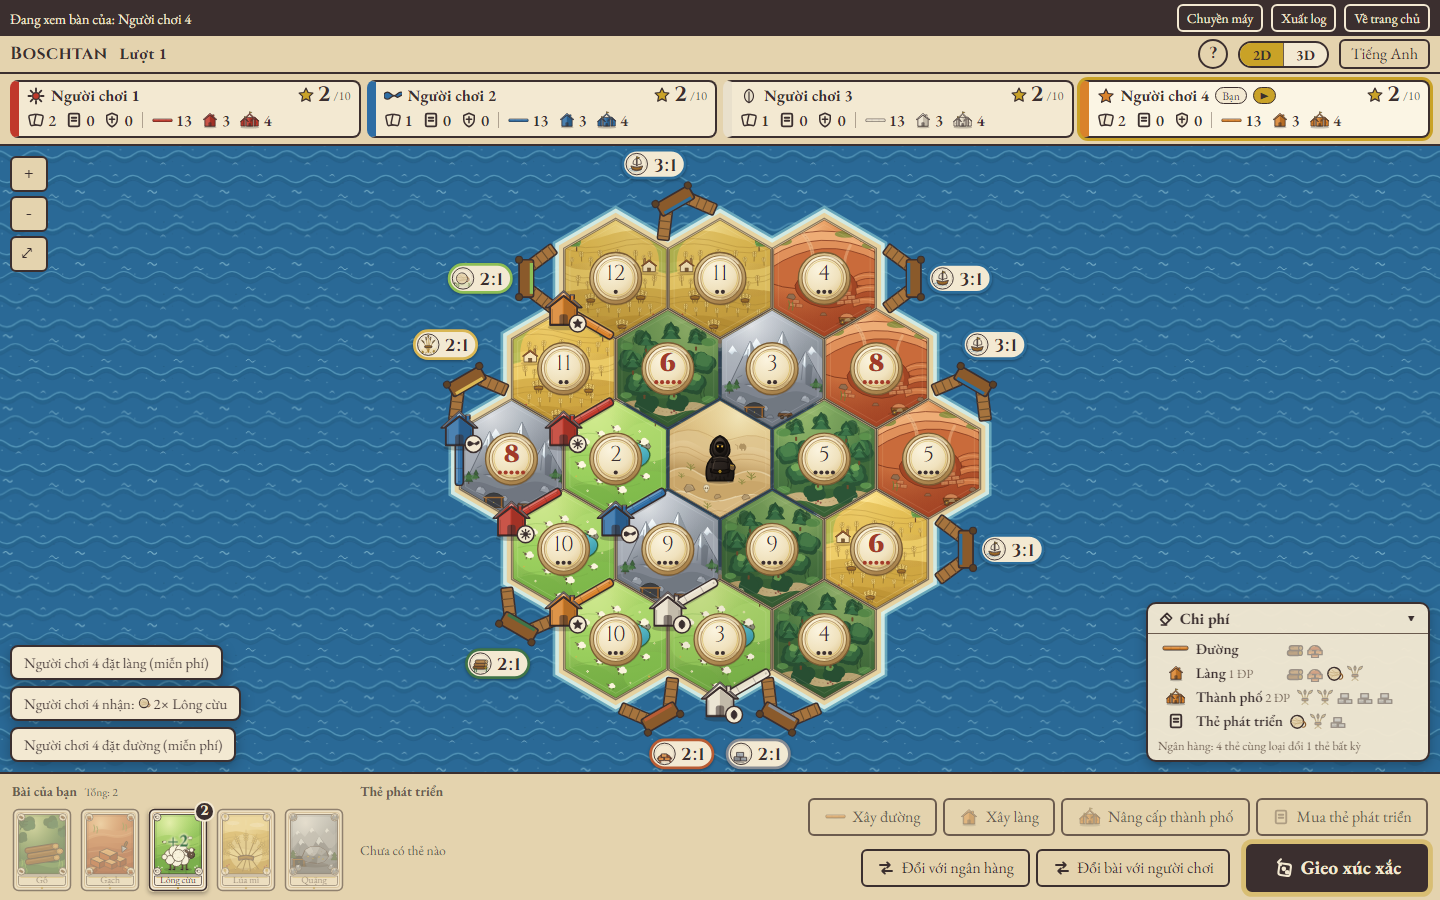 Đang xem bàn của: Người chơi 4
Chuyền máy
Xuất log
Về trang chủ
BOSCHTAN
Lượt 1
?
2D
3D
Tiếng Anh
Người chơi 1
2/10
2
0
0
13
3
4
Người chơi 2
2/10
1
0
0
13
3
4
Người chơi 3
2/10
1
0
0
13
3
4
Người chơi 4
Bạn
2/10
2
0
0
13
3
4
+
-
3:1
2:1
3:1
2:1
3:1
12
11
4
11
6
3
8
8
2
5
5
10
9
9
6
3:1
10
3
4
2:1
2:1
2:1
Người chơi 4 đặt làng (miễn phí)
Người chơi 4 nhận: 2× Lông cừu
Người chơi 4 đặt đường (miễn phí)
Chi phí
Đường
Làng 1 ĐP
Thành phố 2 ĐP
Thẻ phát triển
Ngân hàng: 4 thẻ cùng loại đổi 1 thẻ bất kỳ
Bài của bạn
Tổng: 2
Gỗ
Gạch
2
+2
Lông cừu
Lúa mì
Quặng
Thẻ phát triển
Chưa có thẻ nào
Xây đường
Xây làng
Nâng cấp thành phố
Mua thẻ phát triển
Đổi với ngân hàng
Đổi bài với người chơi
Gieo xúc xắc